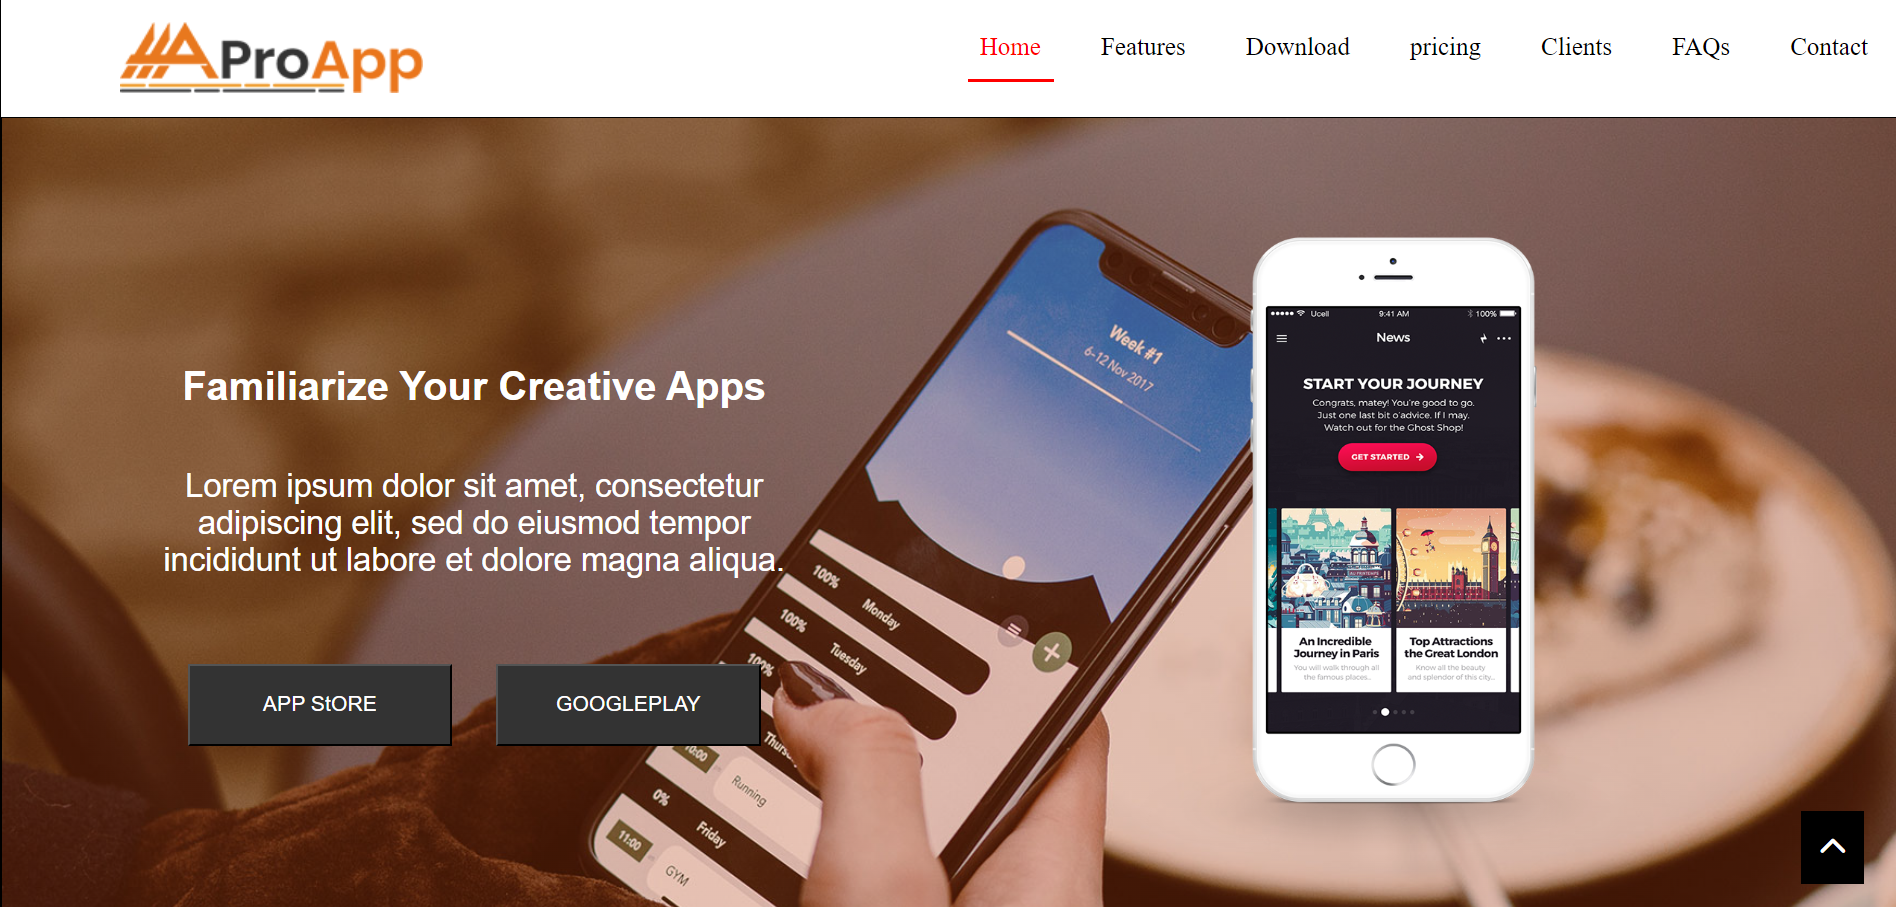 ProApp
Home Features Download pricing Clients FAQs Contact
Familiarize Your Creative Apps
Lorem ipsum dolor sit amet, consectetur
adipiscing elit, sed do eiusmod tempor
incididunt ut labore et dolore magna aliqua.
APP StORE
GOOGLEPLAY
Week #1
6-12 Nov 2017
100%
Monday
100%
Tuesday
100%
Thurs
10:00
Running
0%
Friday
11:00
GYM
Ucell 9:41 AM 100%
News
START YOUR JOURNEY
Congrats, matey! You're good to go.
Just one last bit o'advice. If I may.
Watch out for the Ghost Shop!
GET STARTED
An Incredible
Journey in Paris
You will walk through all
the famous places..
Top Attractions
the Great London
Know all the beauty
and splendor of this city...